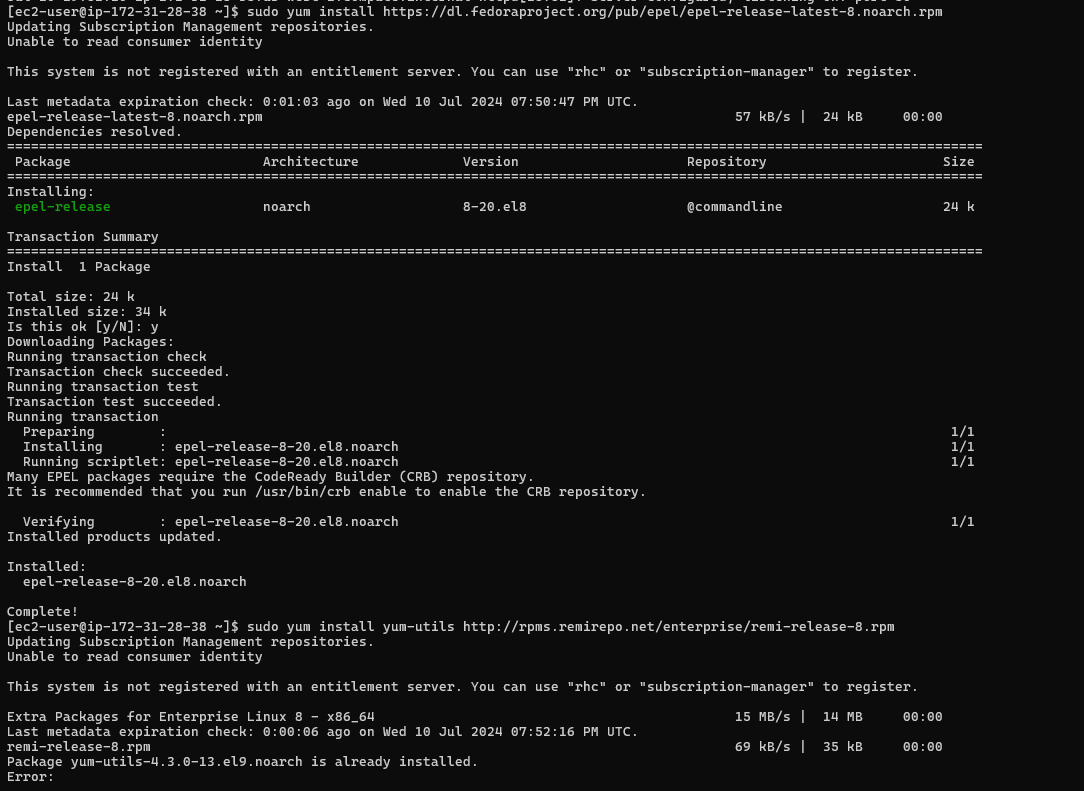 [ec2-user@ip-172-31-28-38 ~]$ sudo yum install https://dl.fedoraproject.org/pub/epel/epel-release-latest-8.noarch.rpm
Updating Subscription Management repositories.
Unable to read consumer identity
This system is not registered with an entitlement server. You can use "rhc" or "subscription-manager" to register.
Last metadata expiration check: 0:01:03 ago on Wed 10 Jul 2024 07:50:47 PM UTC.
epel-release-latest-8.noarch.rpm 57 kB/s | 24 kB 00:00
Dependencies resolved.
Package Architecture Version Repository Size
Installing:
epel-release noarch 8-20.el8 @commandline 24 k
Transaction Summary
Install 1 Package
Total size: 24 k
Installed size: 34 k
Is this ok [y/N]: y
Downloading Packages:
Running transaction check
Transaction check succeeded.
Running transaction test
Transaction test succeeded.
Running transaction
Preparing : 1/1
Installing : epel-release-8-20.el8.noarch 1/1
Running scriptlet: epel-release-8-20.el8.noarch 1/1
Many EPEL packages require the CodeReady Builder (CRB) repository.
It is recommended that you run /usr/bin/crb enable to enable the CRB repository.
Verifying : epel-release-8-20.el8.noarch 1/1
Installed products updated.
Installed:
epel-release-8-20.el8.noarch
Complete!
[ec2-user@ip-172-31-28-38 ~]$ sudo yum install yum-utils http://rpms.remirepo.net/enterprise/remi-release-8.rpm
Updating Subscription Management repositories.
Unable to read consumer identity
This system is not registered with an entitlement server. You can use "rhc" or "subscription-manager" to register.
Extra Packages for Enterprise Linux 8 - x86_64 15 MB/s | 14 MB 00:00
Last metadata expiration check: 0:00:06 ago on Wed 10 Jul 2024 07:52:16 PM UTC.
remi-release-8.rpm 69 kB/s | 35 kB 00:00
Package yum-utils-4.3.0-13.el9.noarch is already installed.
Error: